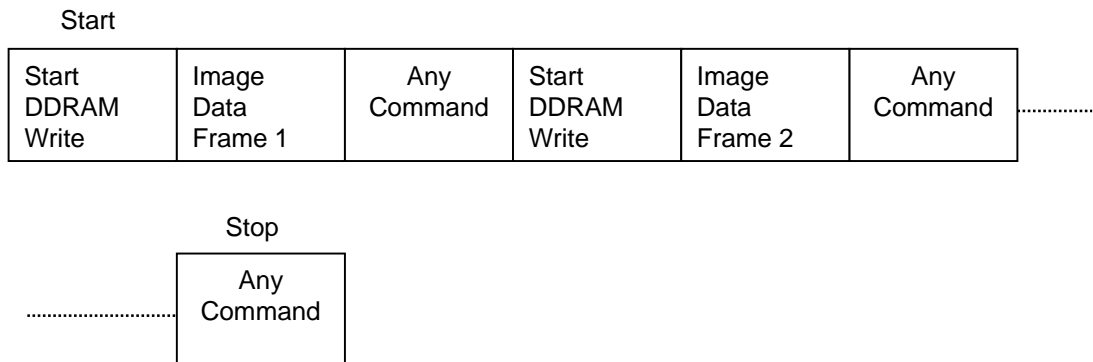 Start
Start
DDRAM
Write
Image
Data
Frame 1
Any
Command
Start
DDRAM
Write
Image
Data
Frame 2
Any
Command
Stop
Any
Command